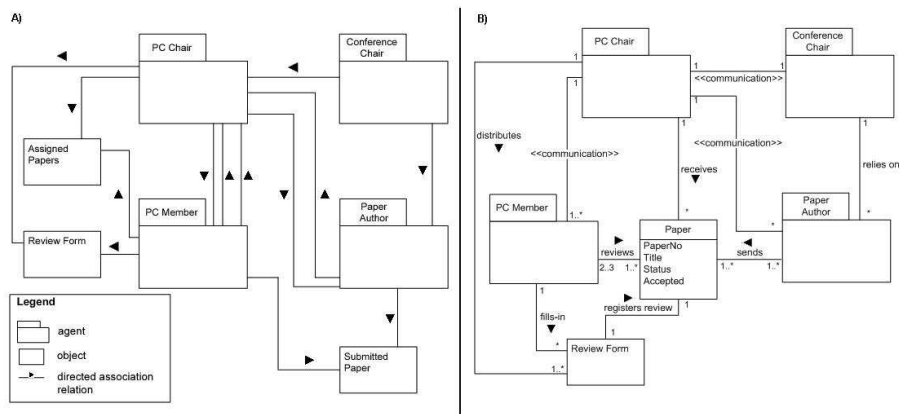 A)
PC Chair
Conference
Chair
Assigned
Papers
PC Member
Paper
Author
Review Form
Legend
agent
object
directed association
relation
Submitted
Paper
B)
PC Chair
Conference
Chair
1
1
1
1
<<communication>>
1
1
1
1
distributes
<<communication>>
<<communication>>
receives
relies on
PC Member
Paper
Author
1..*
*
*
*
Paper
PaperNo
Title
Status
Accepted
reviews
2..3
1..*
sends
1..*
1..*
1
1
fills-in
registers review
1
*
Review Form
1..*